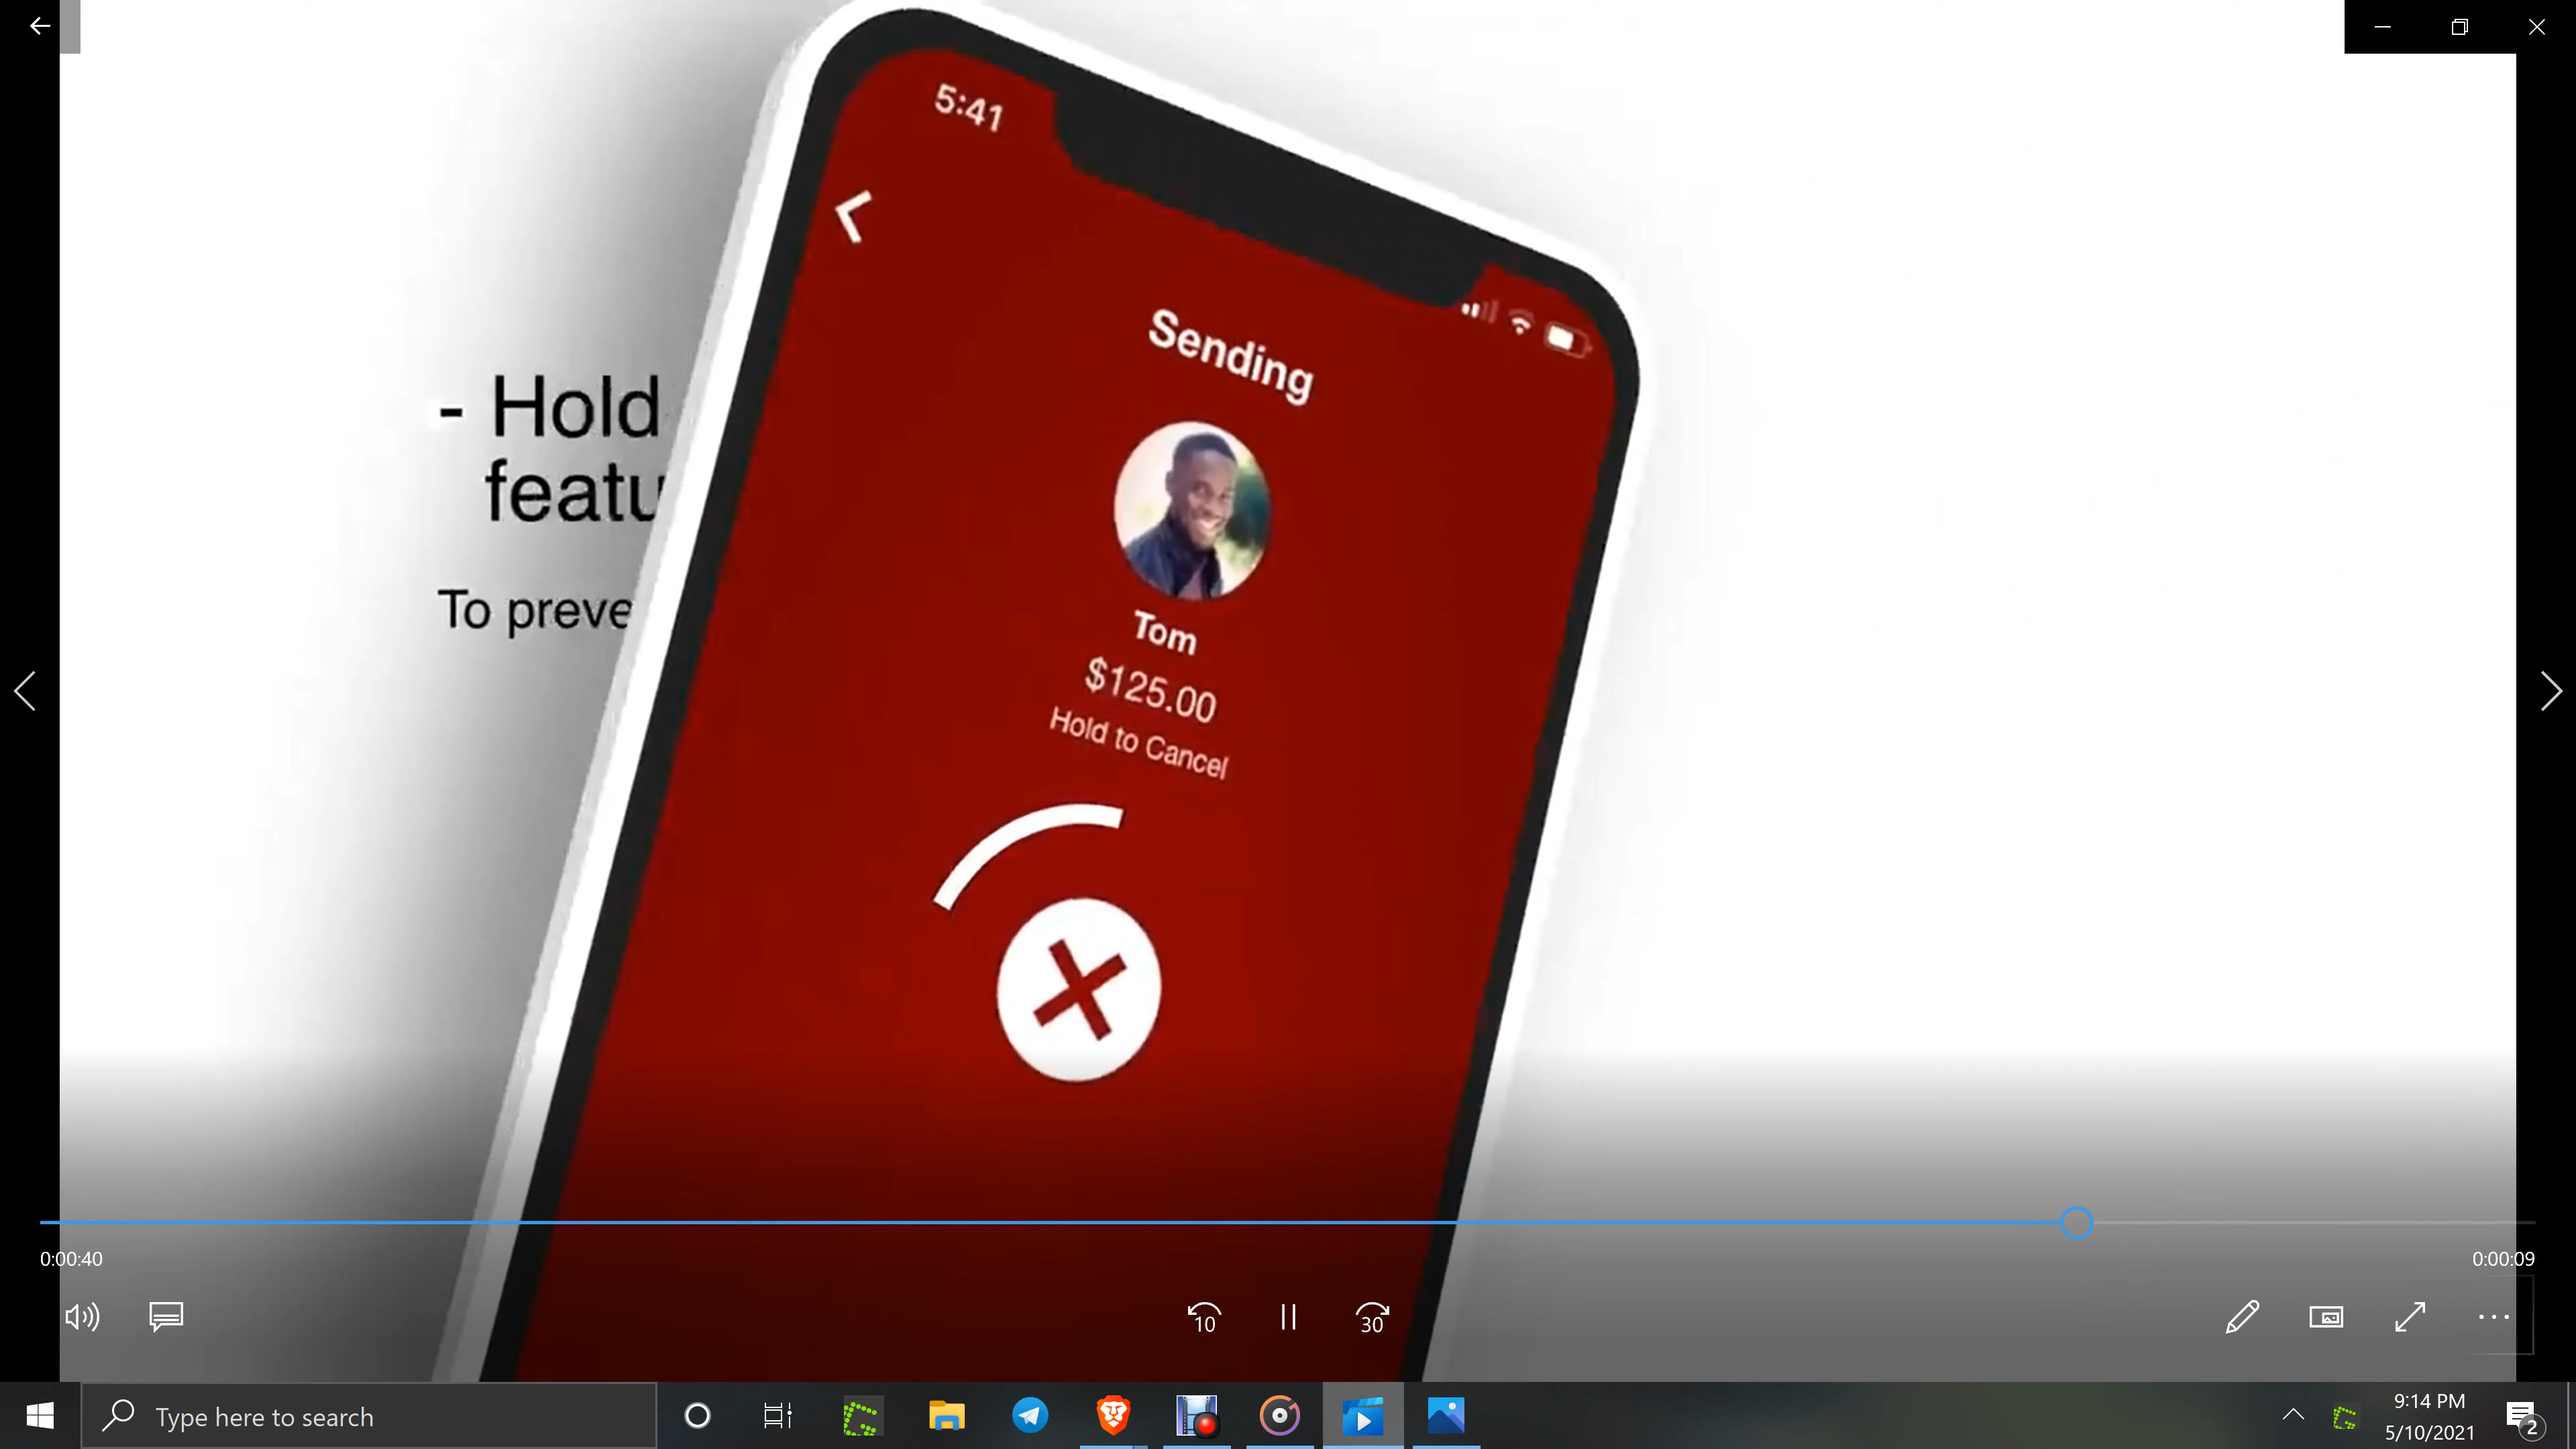 5:41
Sending
- Hold
featu
Tom
To preve
$125.00
Hold to Cancel
0:00:40
0:00:09
10
30
Type here to search
9:14 PM
5/10/2021
2